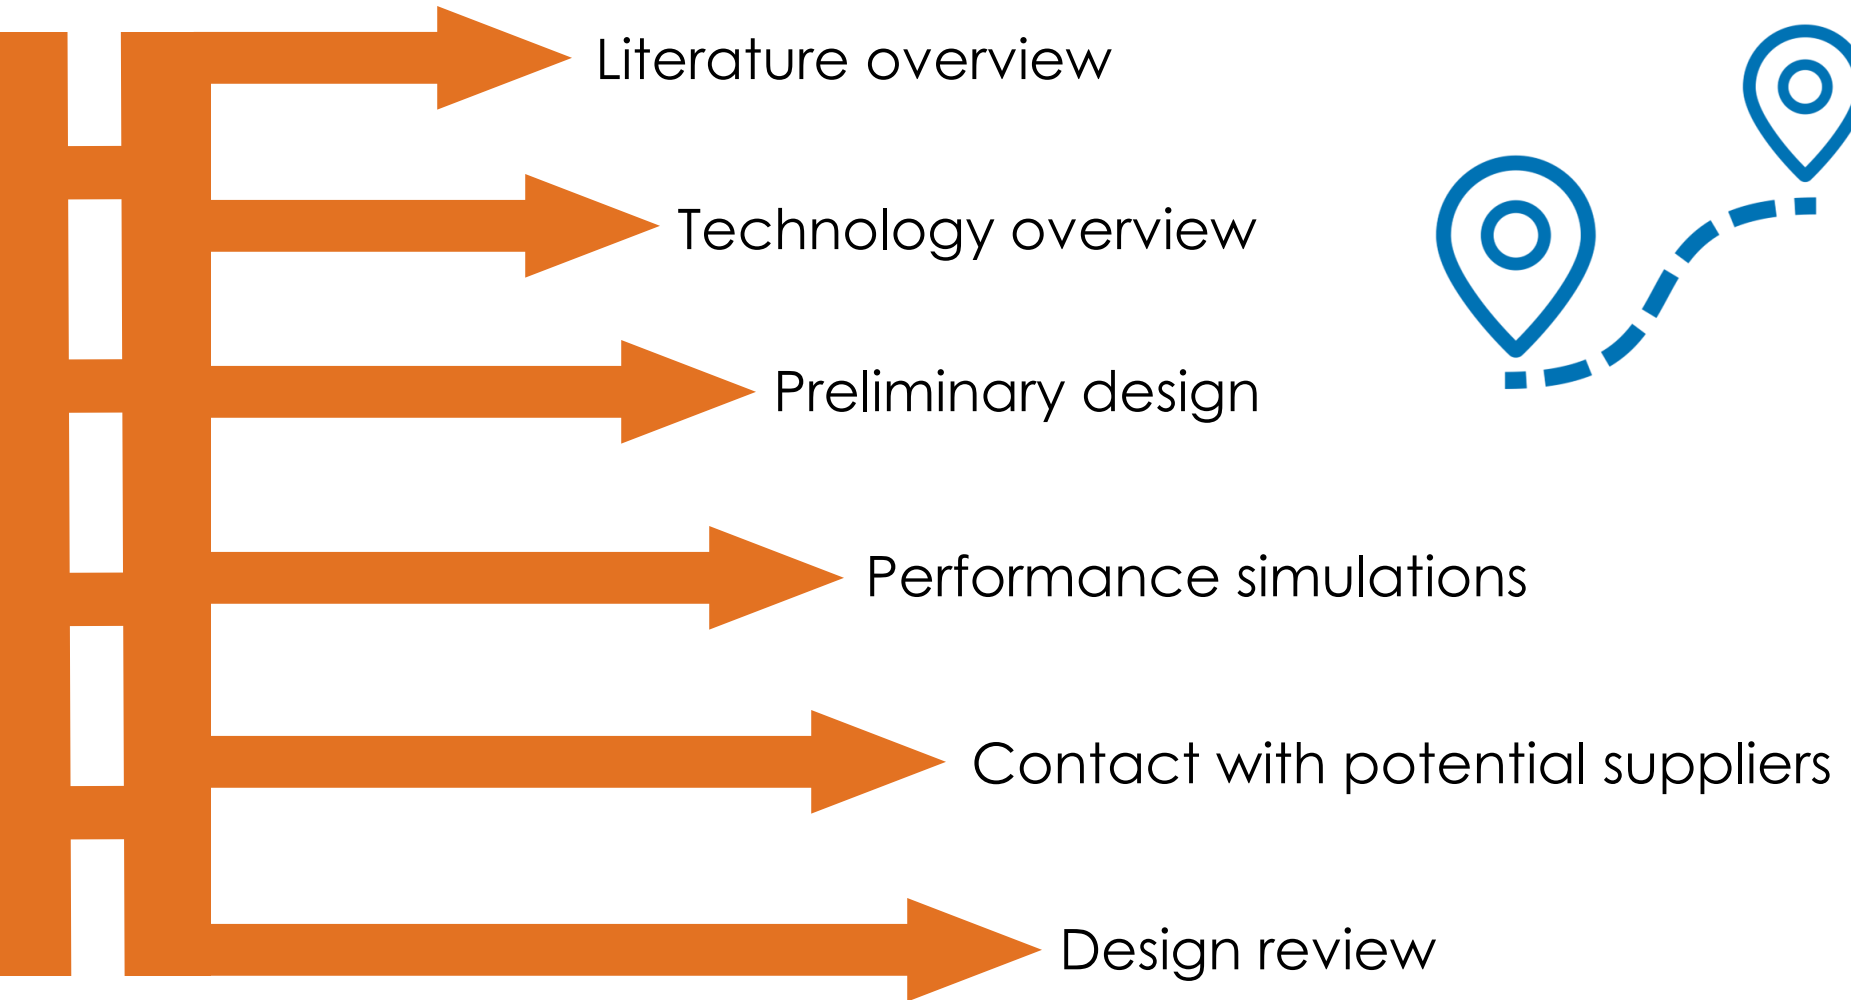 Literature overview
Technology overview
Preliminary design
Performance simulations
Contact with potential suppliers
Design review